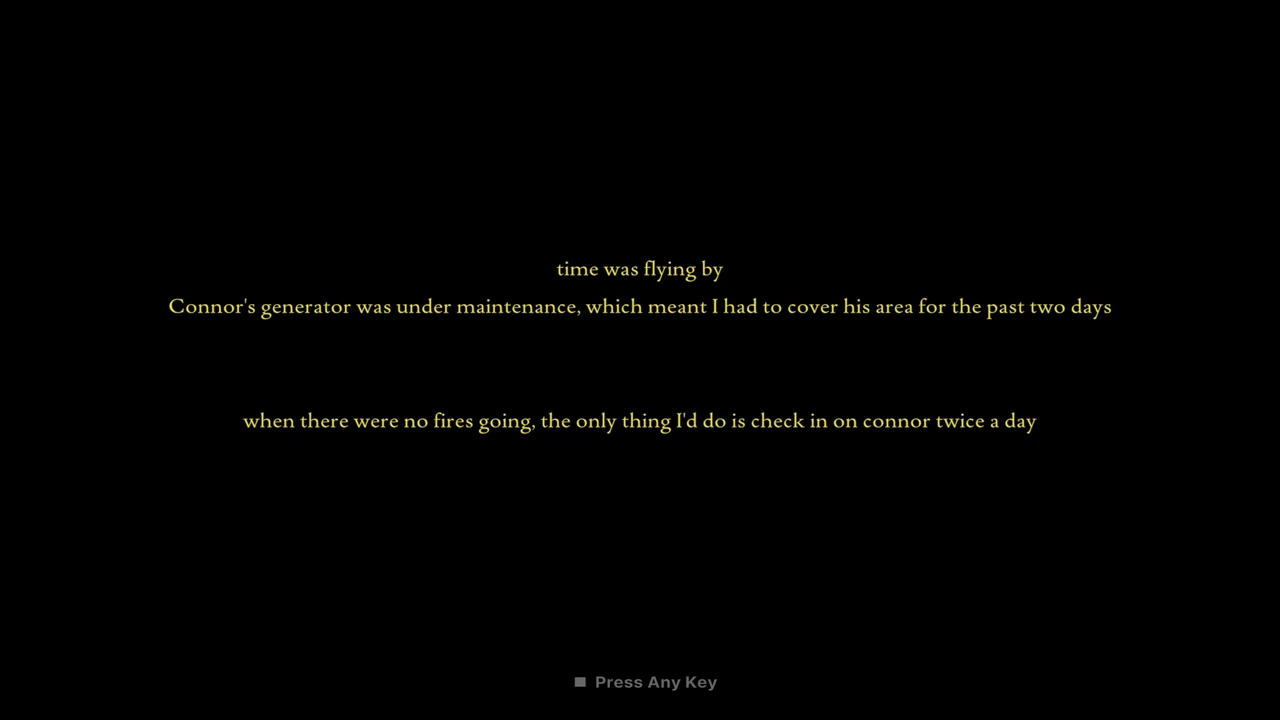 time was flying by
Connor's generator was under maintenance, which meant I had to cover his area for the past two days
when there were no fires going, the only thing I'd do is check in on connor twice a day
Press Any Key